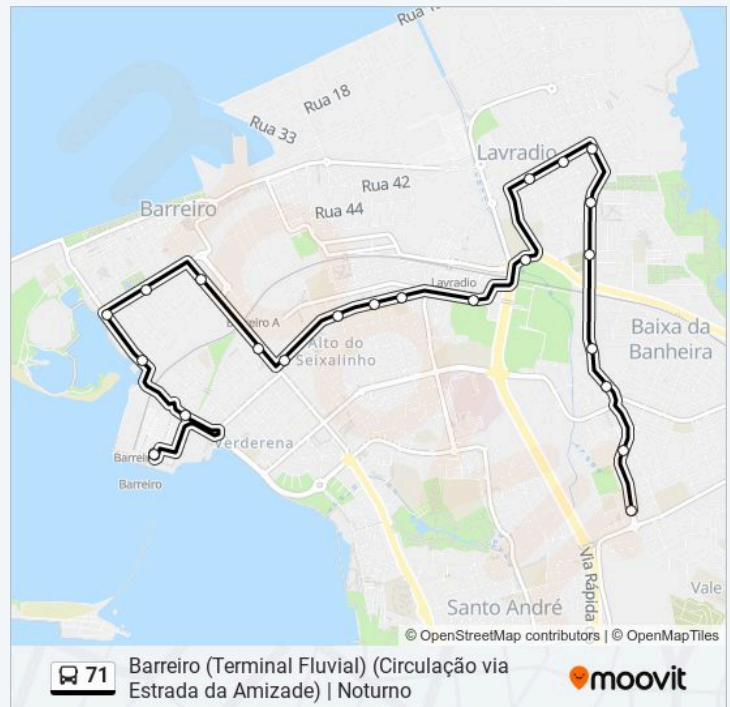 Rua 18
Rua 33
Lavradio
Rua 42
Barreiro
Rua 44
Lavradio
Baixa da
Banheira
Barreiro A
Alto do
Seixalinho
Verderena
Barreiro
Barreiro
Via Rápida
Santo André
Vale
© OpenStreetMap contributors | © OpenMapTiles
71
Barreiro (Terminal Fluvial) (Circulação via
Estrada da Amizade) | Noturno
moovit